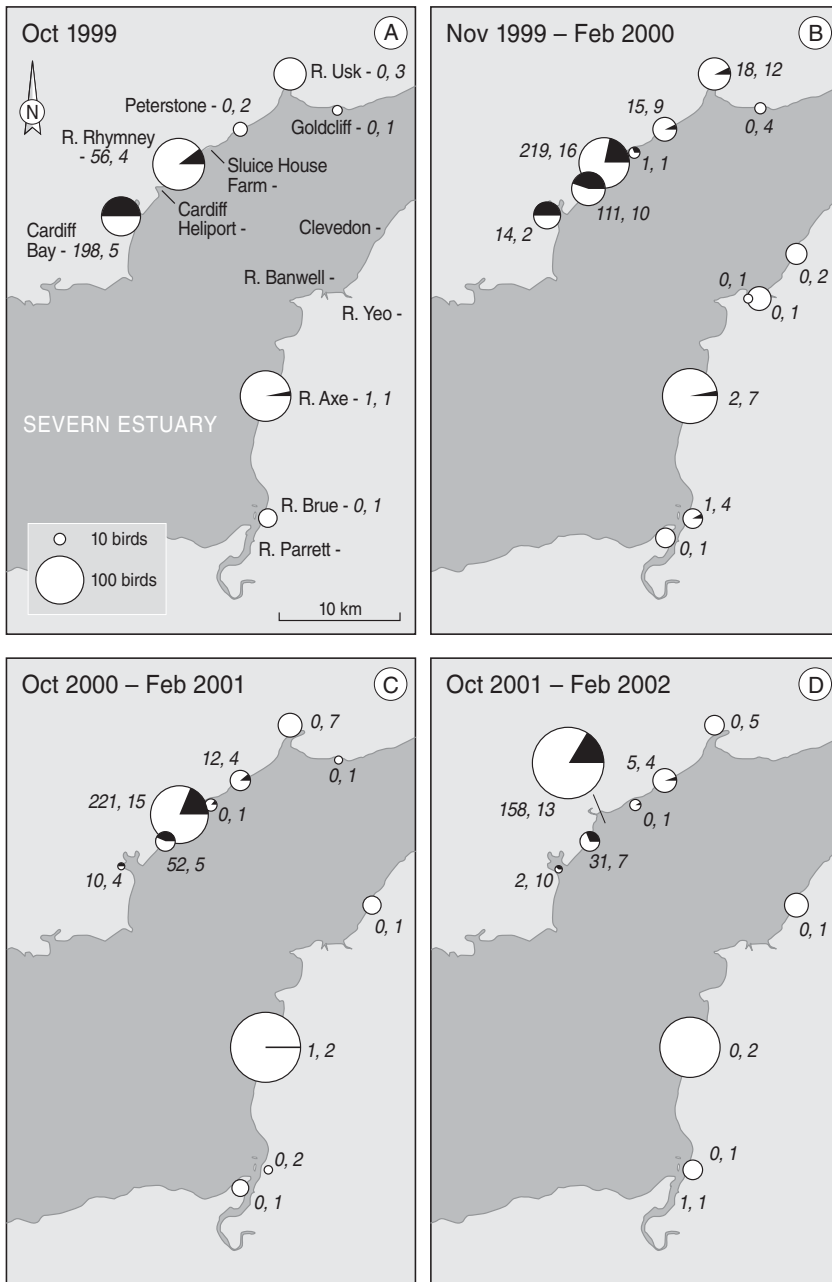 Oct 1999
A
N
R. Usk - 0, 3
Peterstone - 0, 2
Goldcliff - 0, 1
R. Rhymney
- 56, 4
Sluice House
Farm -
Cardiff
Heliport -
Cardiff
Bay - 198, 5
Clevedon -
R. Banwell -
R. Yeo -
R. Axe - 1, 1
SEVERN ESTUARY
R. Brue - 0, 1
R. Parrett -
10 birds
100 birds
10 km
Nov 1999 – Feb 2000
B
18, 12
15, 9
0, 4
219, 16
1, 1
111, 10
14, 2
0, 2
0, 1
0, 1
2, 7
1, 4
0, 1
Oct 2000 – Feb 2001
C
0, 7
12, 4
0, 1
221, 15
0, 1
52, 5
10, 4
0, 1
1, 2
0, 2
0, 1
Oct 2001 – Feb 2002
D
0, 5
5, 4
158, 13
0, 1
31, 7
2, 10
0, 1
0, 2
0, 1
1, 1